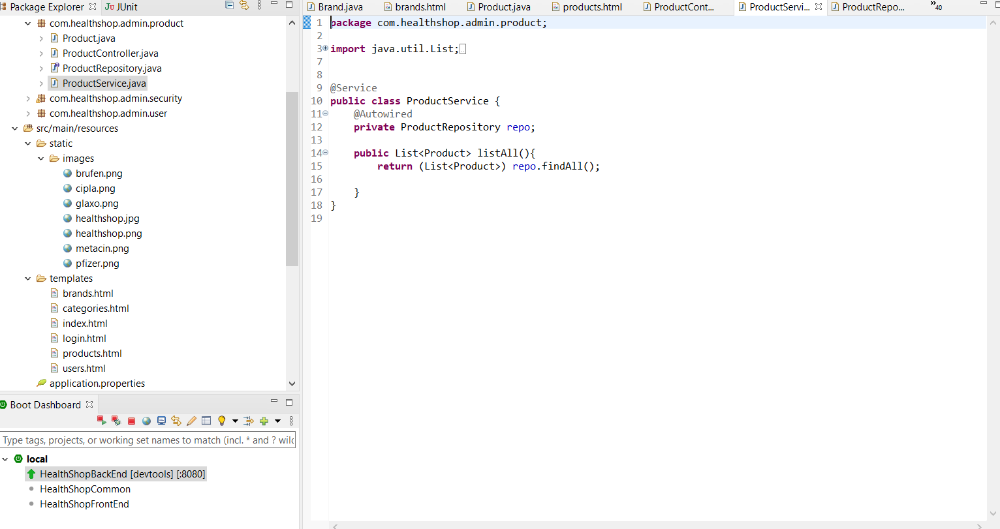 Package Explorer
JUnit
com.healthshop.admin.product
Product.java
ProductController.java
ProductRepository.java
ProductService.java
com.healthshop.admin.security
com.healthshop.admin.user
src/main/resources
static
images
brufen.png
cipla.png
glaxo.png
healthshop.jpg
healthshop.png
metacin.png
pfizer.png
templates
brands.html
categories.html
index.html
login.html
products.html
users.html
application.properties
Boot Dashboard
Type tags, projects, or working set names to match (incl. * and ? wild
local
HealthShopBackEnd [devtools] [:8080]
HealthShopCommon
HealthShopFrontEnd
Brand.java
brands.html
Product.java
products.html
ProductCont...
ProductServi...
ProductRepo...
»40
1 package com.healthshop.admin.product;
2
3 import java.util.List;
7
8
9 @Service
10 public class ProductService {
11 @Autowired
12 private ProductRepository repo;
13
14 public List<Product> listAll(){
15 return (List<Product>) repo.findAll();
16
17 }
18 }
19